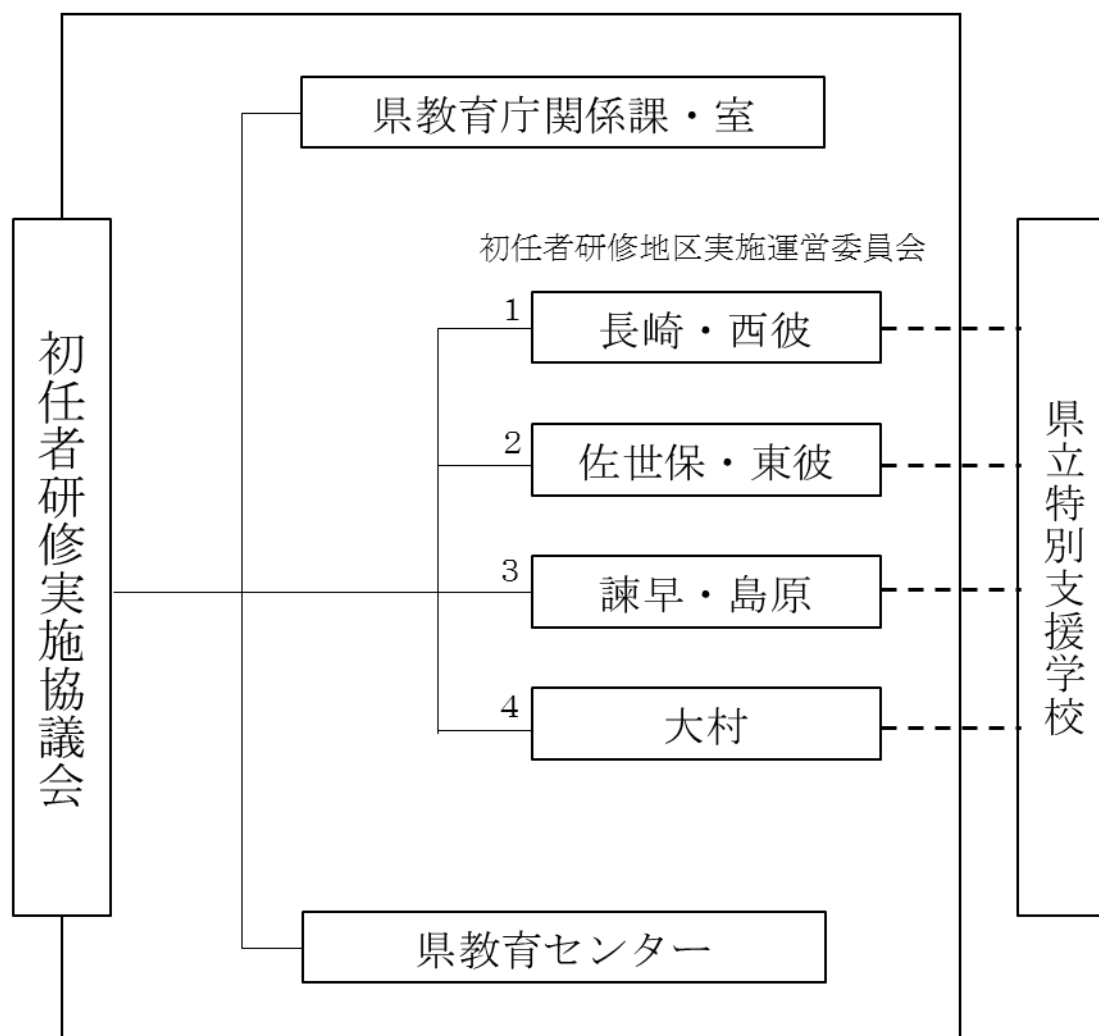 県教育庁関係課・室
初任者研修実施協議会
初任者研修地区実施運営委員会
1 長崎・西彼
2 佐世保・東彼
3 諫早・島原
4 大村
県立特別支援学校
県教育センター